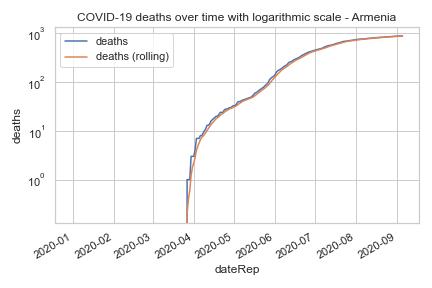 COVID-19 deaths over time with logarithmic scale - Armenia
10³
deaths
deaths (rolling)
10²
10¹
10⁰
deaths
2020-01
2020-02
2020-03
2020-04
2020-05
2020-06
2020-07
2020-08
2020-09
dateRep